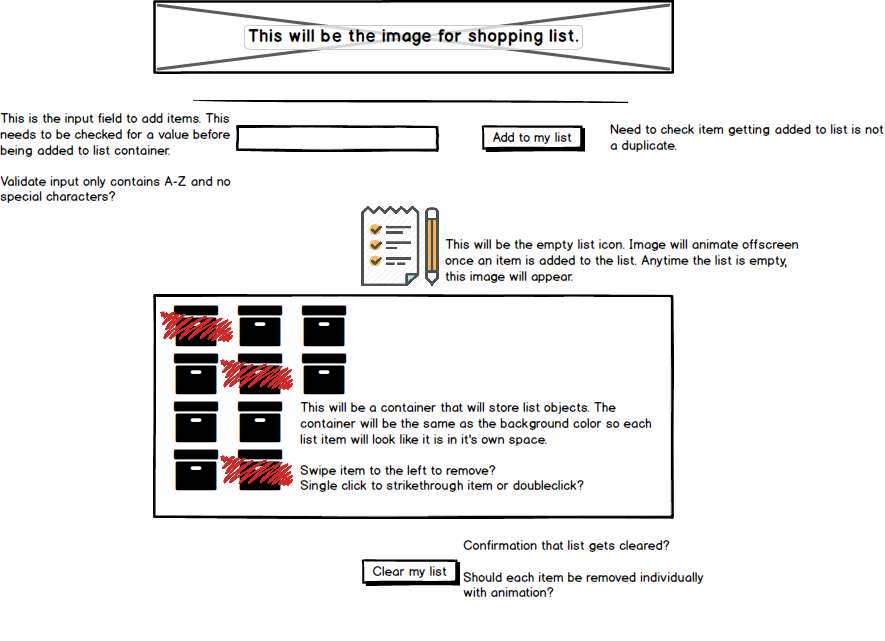 This will be the image for shopping list.
This is the input field to add items. This
needs to be checked for a value before
being added to list container.
Validate input only contains A-Z and no
special characters?
Add to my list
Need to check item getting added to list is not
a duplicate.
This will be the empty list icon. Image will animate offscreen
once an item is added to the list. Anytime the list is empty,
this image will appear.
This will be a container that will store list objects. The
container will be the same as the background color so each
list item will look like it is in it's own space.
Swipe item to the left to remove?
Single click to strikethrough item or doubleclick?
Confirmation that list gets cleared?
Clear my list
Should each item be removed individually
with animation?